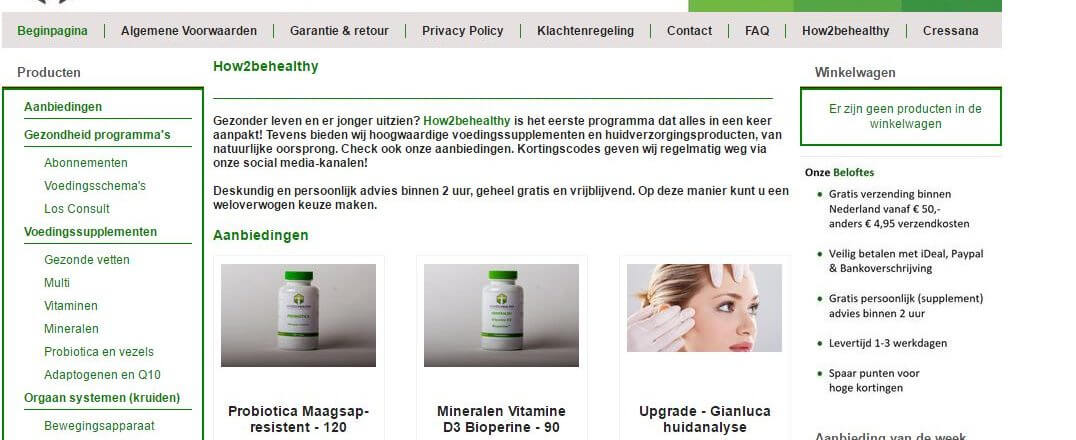 Beginpagina
Algemene Voorwaarden
Garantie & retour
Privacy Policy
Klachtenregeling
Contact
FAQ
How2behealthy
Cressana
Producten
Aanbiedingen
Gezondheid programma's
Abonnementen
Voedingsschema's
Los Consult
Voedingssupplementen
Gezonde vetten
Multi
Vitaminen
Mineralen
Probiotica en vezels
Adaptogenen en Q10
Orgaan systemen (kruiden)
Bewegingsapparaat
How2behealthy
Gezonder leven en er jonger uitzien? How2behealthy is het eerste programma dat alles in een keer
aanpakt! Tevens bieden wij hoogwaardige voedingssupplementen en huidverzorgingsproducten, van
natuurlijke oorsprong. Check ook onze aanbiedingen. Kortingscodes geven wij regelmatig weg via
onze social media-kanalen!
Deskundig en persoonlijk advies binnen 2 uur, geheel gratis en vrijblijvend. Op deze manier kunt u een
weloverwogen keuze maken.
Aanbiedingen
PROBIOTICA
Probiotica Maagsap-
resistent - 120
MINERALEN
Vitamine D3
Bioperine
Mineralen Vitamine
D3 Bioperine - 90
Upgrade - Gianluca
huidanalyse
Winkelwagen
Er zijn geen producten in de
winkelwagen
Onze Beloftes
Gratis verzending binnen
Nederland vanaf € 50,-
anders € 4,95 verzendkosten
Veilig betalen met iDeal, Paypal
& Bankoverschrijving
Gratis persoonlijk (supplement)
advies binnen 2 uur
Levertijd 1-3 werkdagen
Spaar punten voor
hoge kortingen
Aanbieding van de week